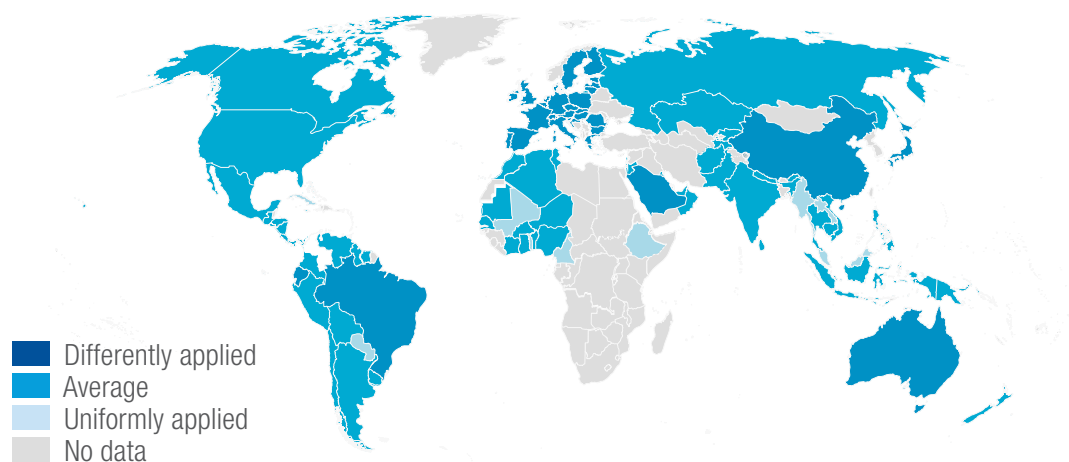 Differently applied
Average
Uniformly applied
No data